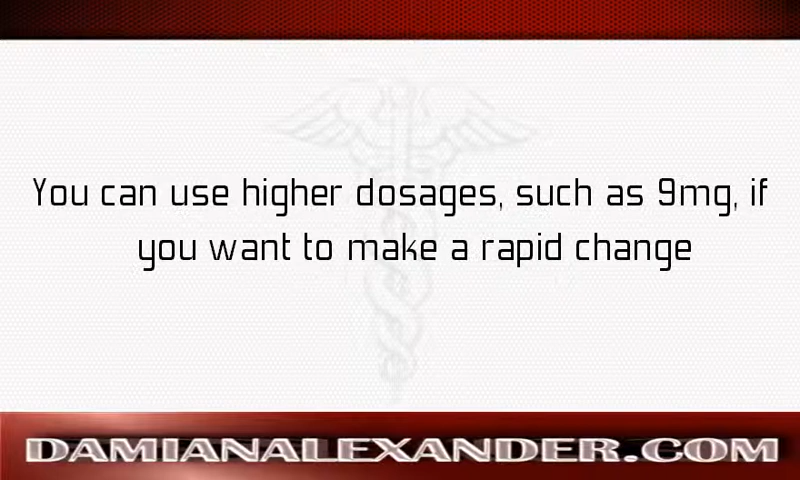 You can use higher dosages, such as 9mg, if
you want to make a rapid change
DAMIANALEXANDER.COM